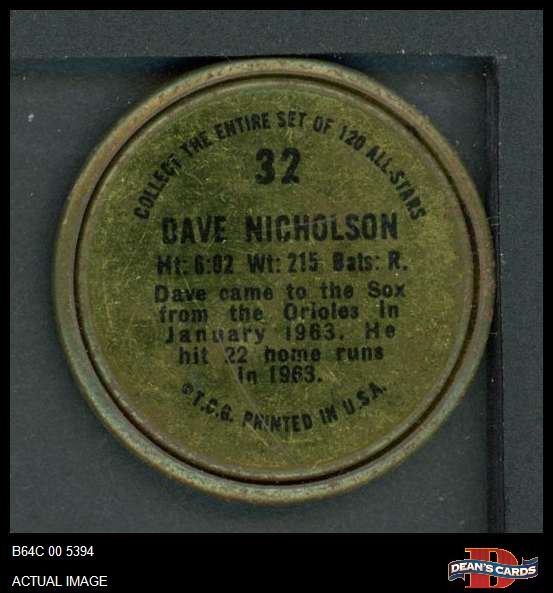 COLLECT THE ENTIRE SET OF 120 ALL-STARS
32
DAVE NICHOLSON
Ht: 6:02 Wt: 215 Bats: R.
Dave came to the Sox
from the Orioles in
January 1963. He
hit 22 home runs
in 1963.
©T.C.G. PRINTED IN U.S.A.
B64C 00 5394
ACTUAL IMAGE
D
DEAN'S CARDS